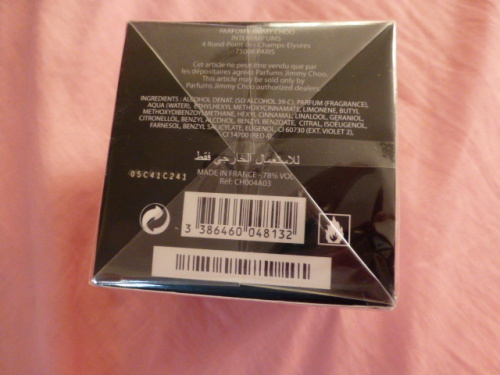 PARFUMS JIMMY CHOO
INTERPARFUMS
4 Rond-Point des Champs Elysées
75008 PARIS
Cet article ne peut être vendu que par
les dépositaires agréés Parfums Jimmy Choo.
This article may be sold only by
Parfums Jimmy Choo authorized dealers
INGREDIENTS : ALCOHOL DENAT. (SD ALCOHOL 39-C), PARFUM (FRAGRANCE),
AQUA (WATER), ETHYLHEXYL METHOXYCINNAMATE, LIMONENE, BUTYL
METHOXYDIBENZOYLMETHANE, HEXYL CINNAMAL, LINALOOL, GERANIOL,
CITRONELLOL, BENZYL ALCOHOL, BENZYL BENZOATE, CITRAL, ISOEUGENOL,
FARNESOL, BENZYL SALICYLATE, EUGENOL, CI 60730 (EXT. VIOLET 2),
CI 14700 (RED 4)
للاستعمال الخارجي فقط
05C41C241
MADE IN FRANCE - 78% VOL
Réf: CH004A03
3 386460 048132